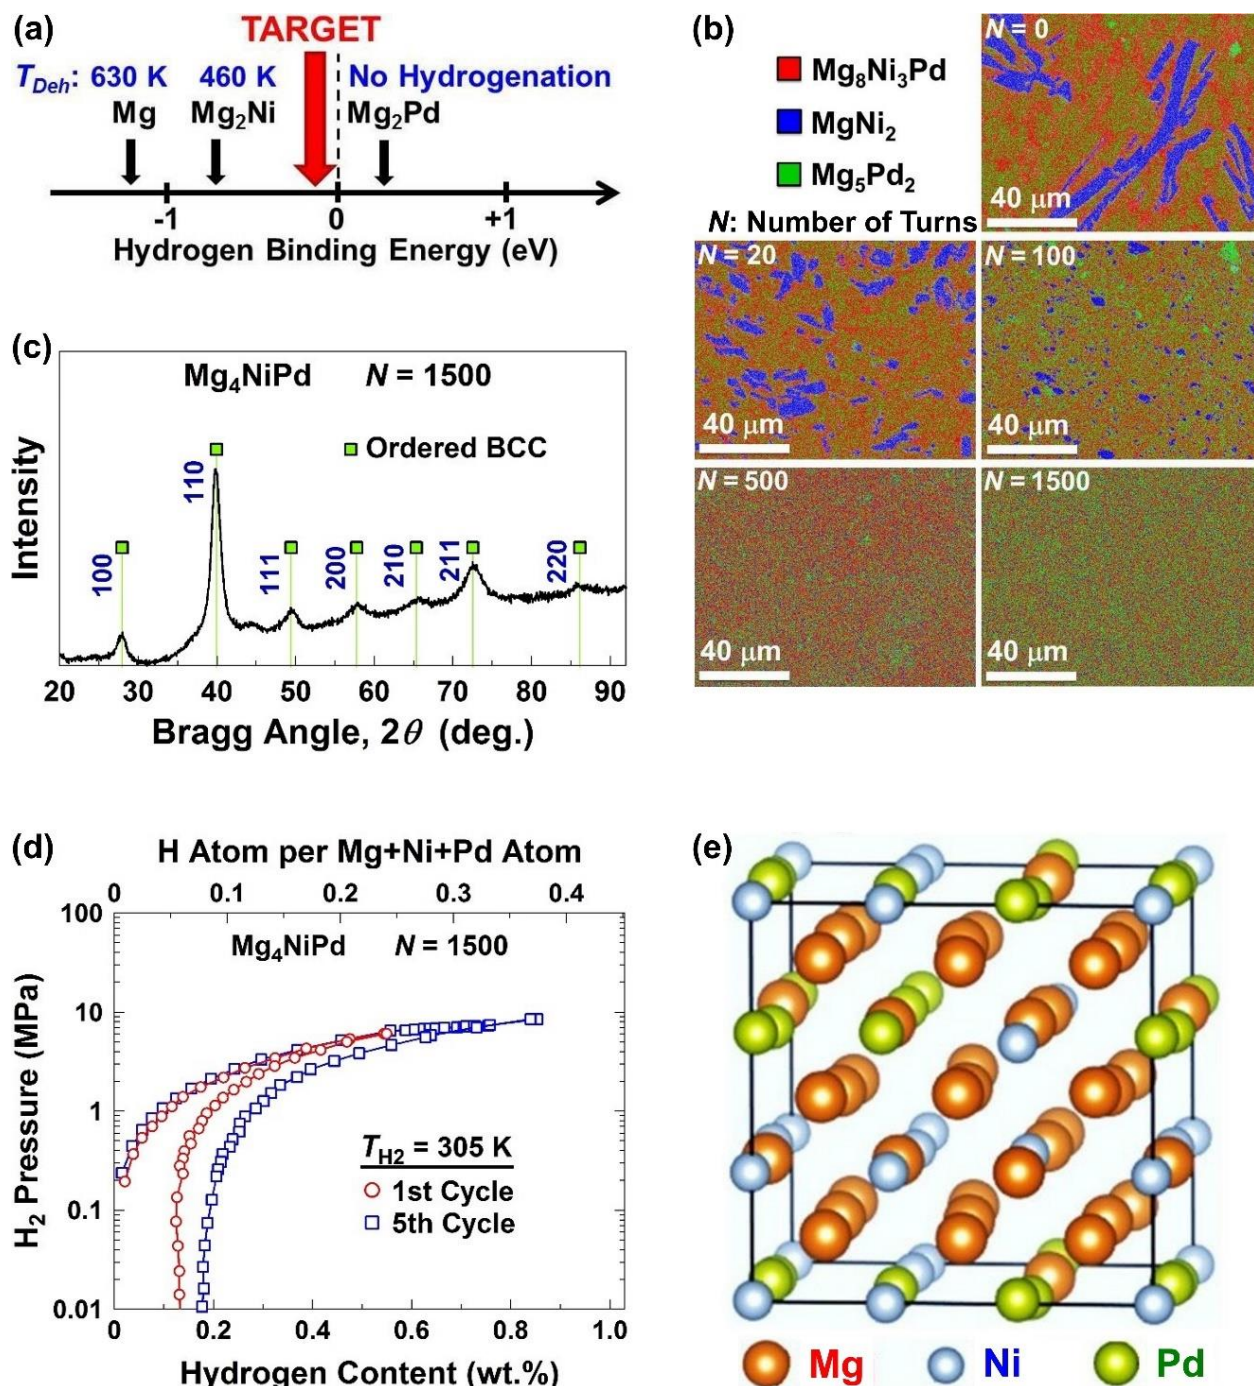 (a)
TARGET
T_Deh: 630 K 460 K No Hydrogenation
Mg Mg₂Ni Mg₂Pd
-1 0 +1
Hydrogen Binding Energy (eV)
(b)
Mg₈Ni₃Pd
MgNi₂
Mg₅Pd₂
N: Number of Turns
N = 0
40 μm
N = 20
40 μm
N = 100
40 μm
N = 500
40 μm
N = 1500
40 μm
(c)
Mg₄NiPd N = 1500
Ordered BCC
100 110 111 200 210 211 220
Intensity
20 30 40 50 60 70 80 90
Bragg Angle, 2θ (deg.)
(d)
H Atom per Mg+Ni+Pd Atom
0 0.1 0.2 0.3 0.4
Mg₄NiPd N = 1500
100
10
1
0.1
0.01
H₂ Pressure (MPa)
T_H2 = 305 K
1st Cycle
5th Cycle
0 0.2 0.4 0.6 0.8 1.0
Hydrogen Content (wt.%)
(e)
Mg Ni Pd